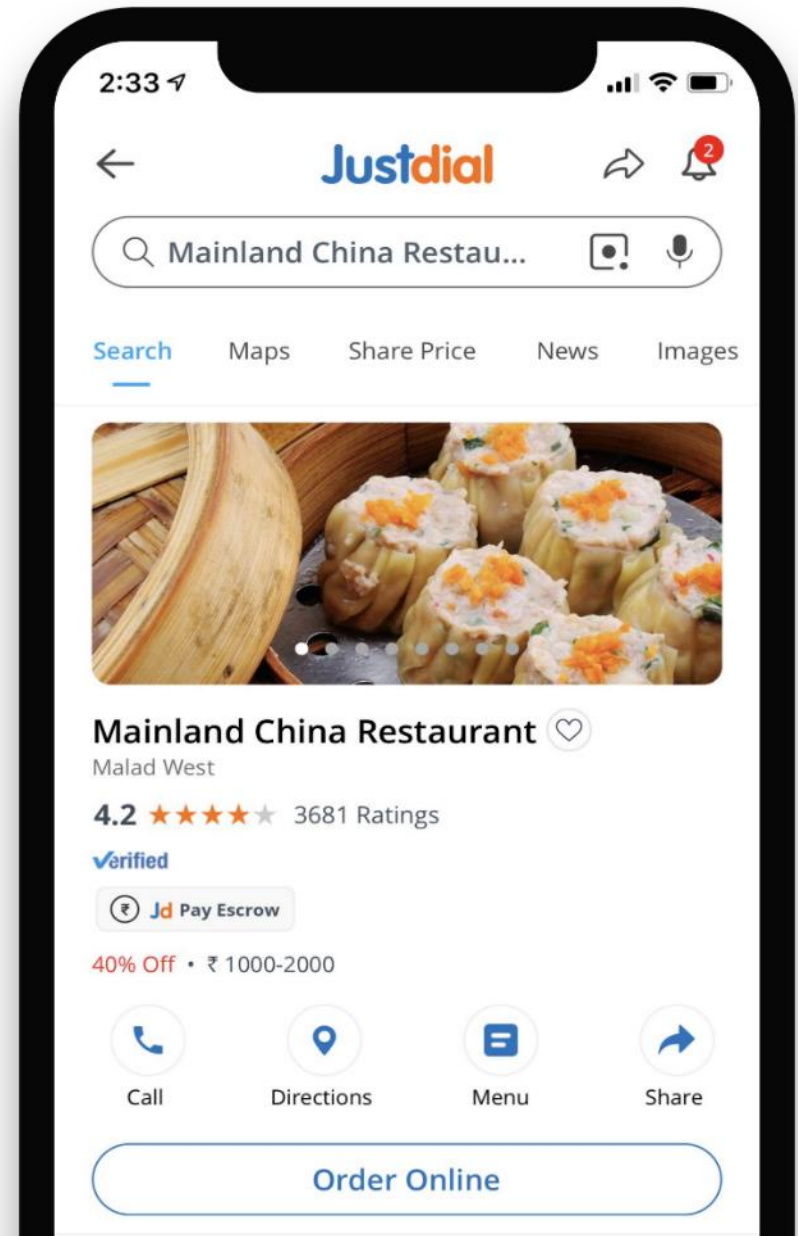 2:33
Justdial
2
Mainland China Restau...
Search Maps Share Price News Images
Mainland China Restaurant
Malad West
4.2 3681 Ratings
Verified
₹ Jd Pay Escrow
40% Off • ₹ 1000-2000
Call Directions Menu Share
Order Online